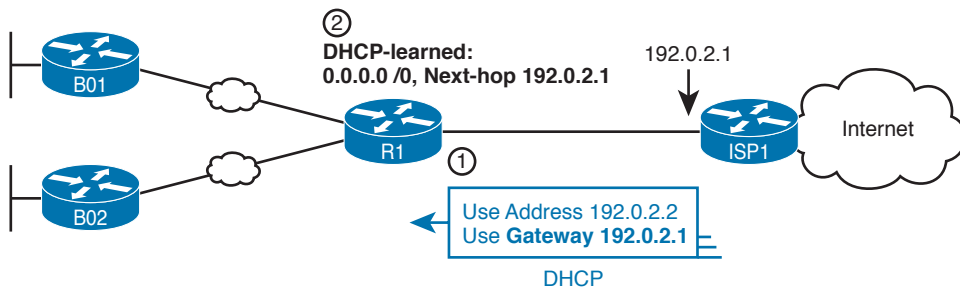 ②
DHCP-learned:
0.0.0.0 /0, Next-hop 192.0.2.1
192.0.2.1
B01
R1
ISP1
Internet
①
B02
Use Address 192.0.2.2
Use Gateway 192.0.2.1
DHCP